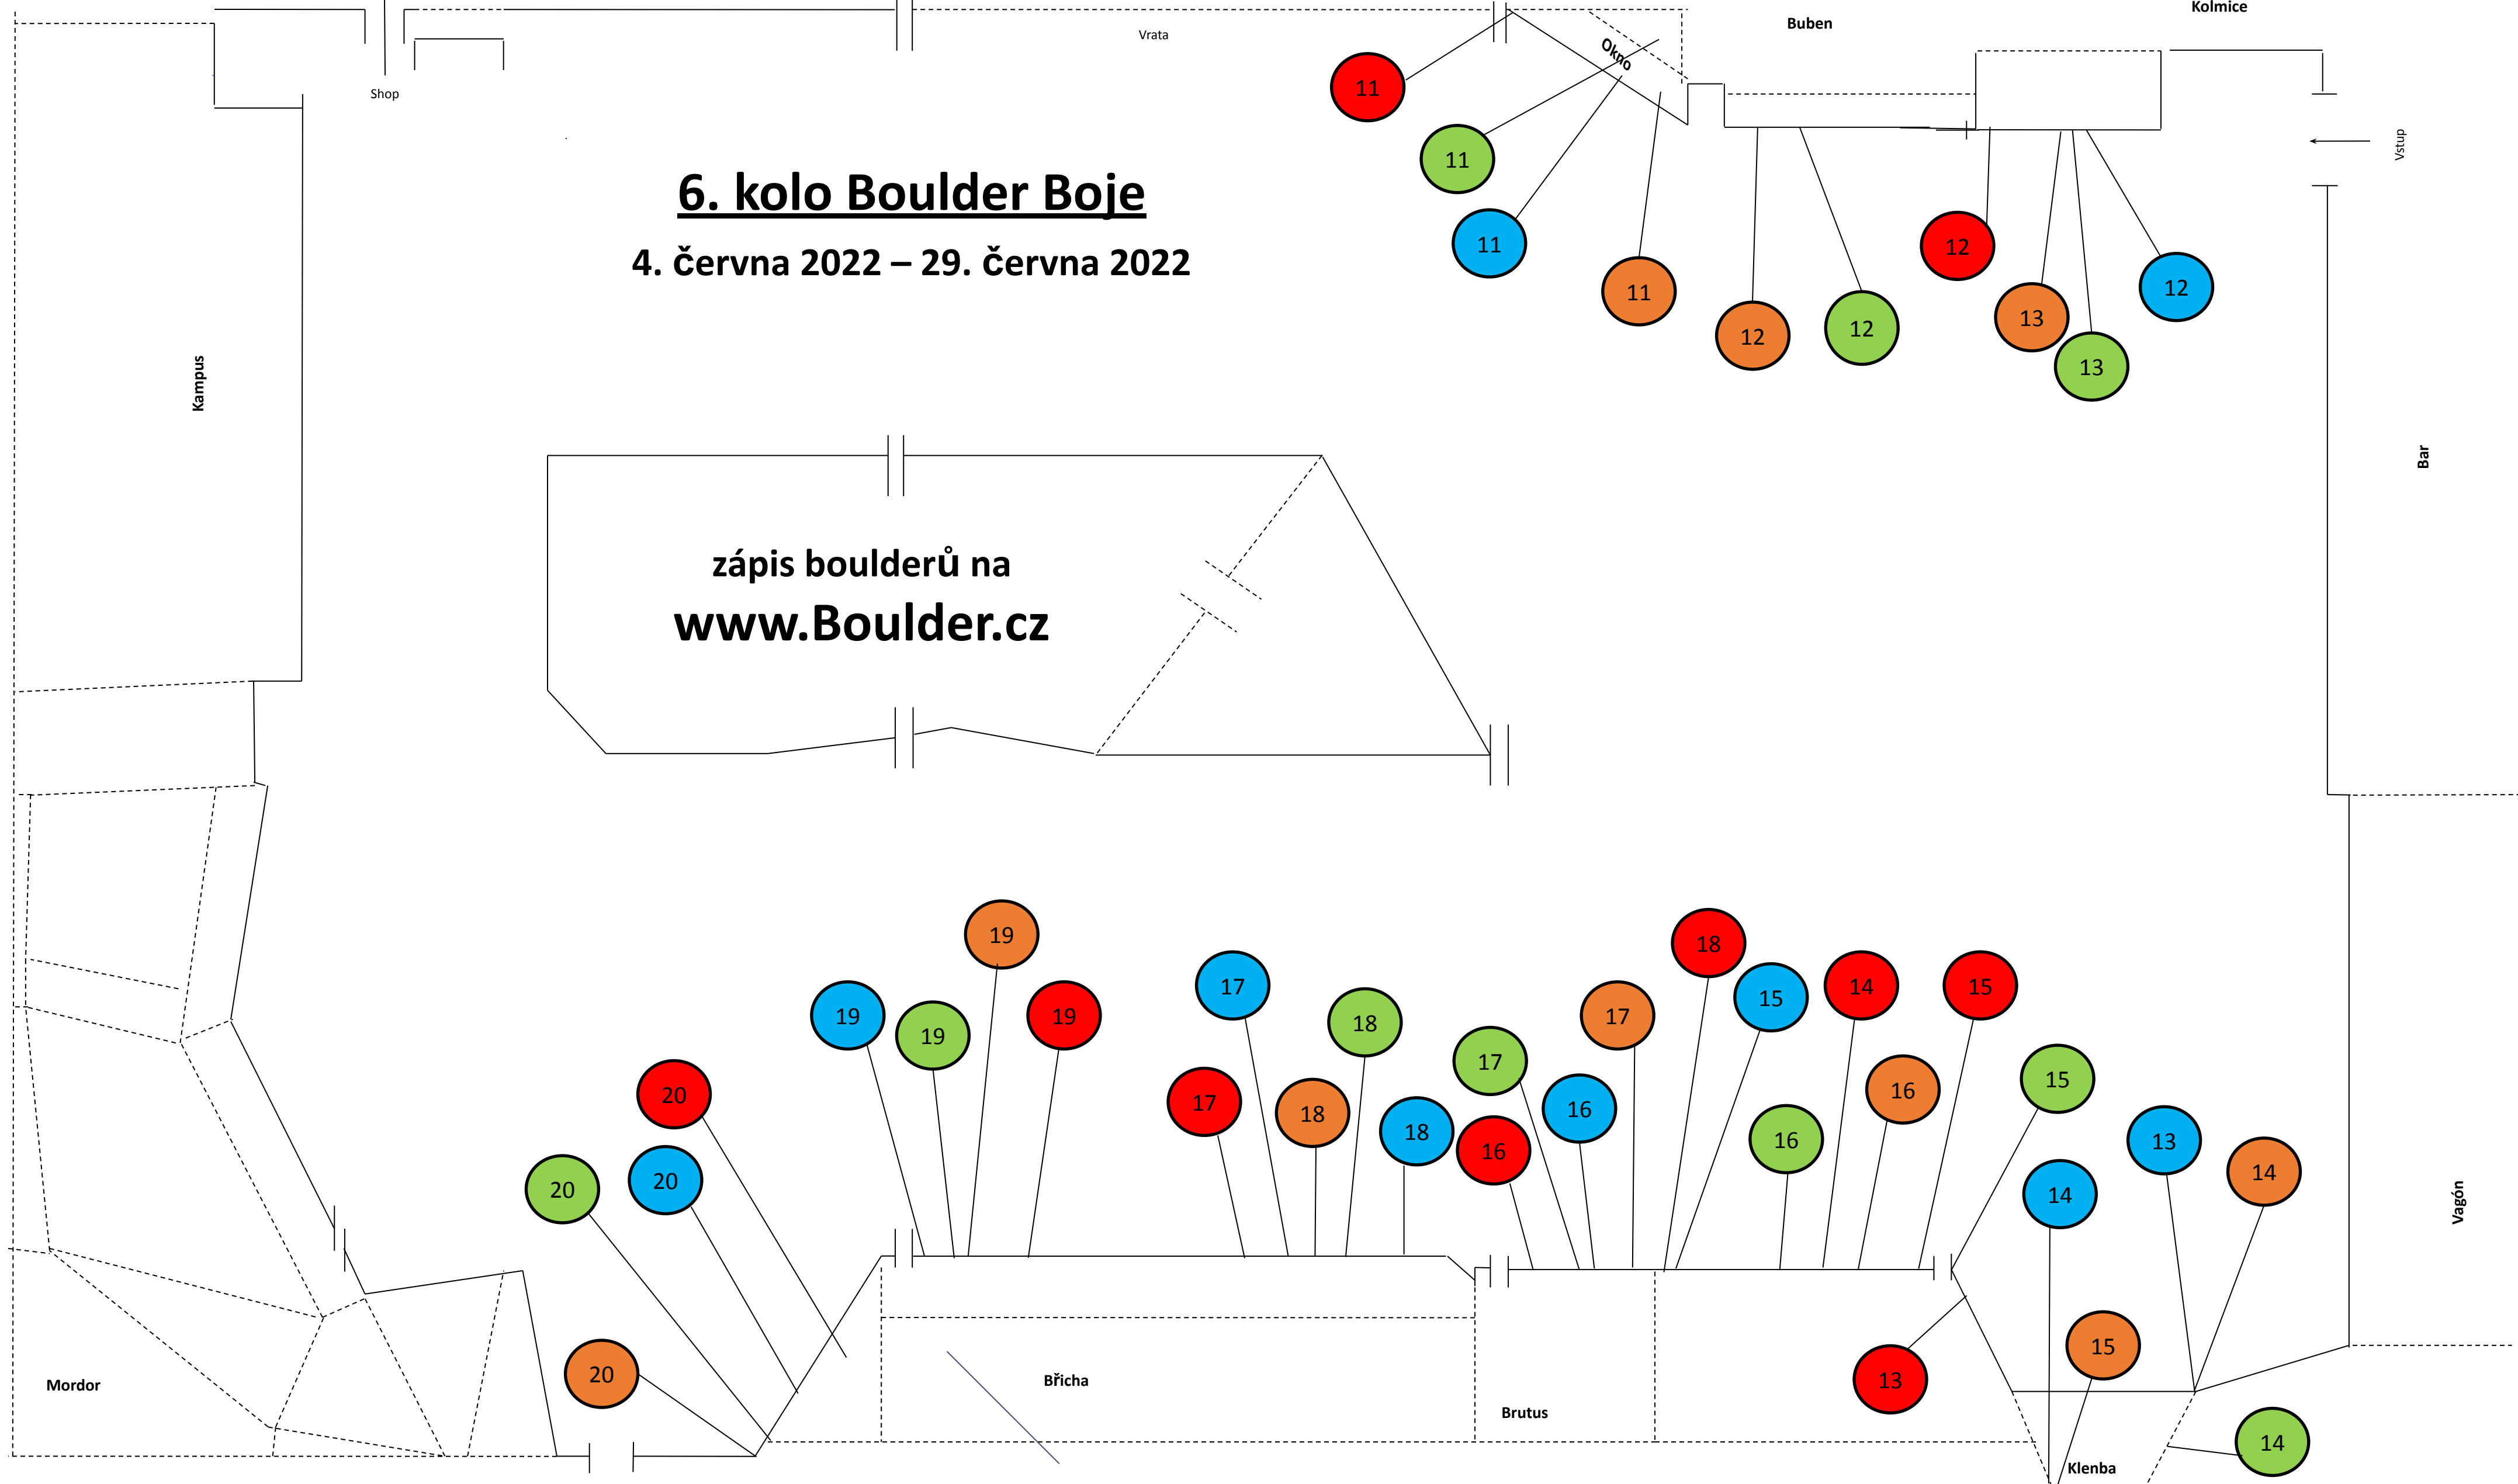 Kolmice
Buben
Vrata
Okno
Shop
11
Vstup
11
6. kolo Boulder Boje
11
12
4. června 2022 – 29. června 2022
11
12
13
12
12
13
Kampus
Bar
zápis boulderů na
www.Boulder.cz
19
18
17
15
14
15
19
19
19
18
17
17
15
20
17
16
16
17
18
18
16
13
16
14
20
20
14
Vagón
15
20
13
Mordor
Břicha
Brutus
14
Klenba